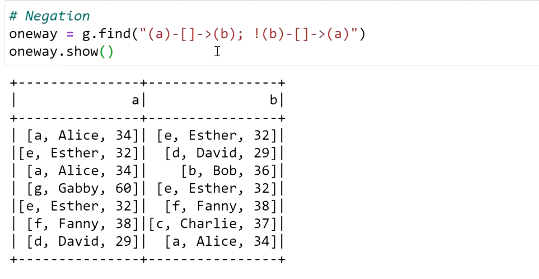 # Negation
oneway = g.find("(a)-[]->(b); !(b)-[]->(a)")
oneway.show()
+---------------+----------------+
|              a|               b|
+---------------+----------------+
| [a, Alice, 34]| [e, Esther, 32]|
|[e, Esther, 32]|  [d, David, 29]|
| [a, Alice, 34]|    [b, Bob, 36]|
| [g, Gabby, 60]| [e, Esther, 32]|
|[e, Esther, 32]|  [f, Fanny, 38]|
| [f, Fanny, 38]|[c, Charlie, 37]|
| [d, David, 29]|  [a, Alice, 34]|
+---------------+----------------+